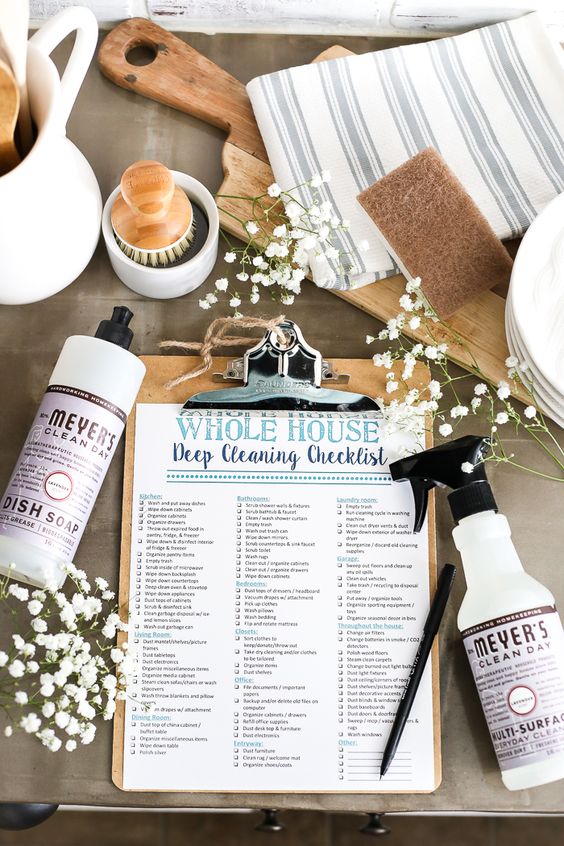 SAUNDERS
WHOLE HOUSE
Deep Cleaning Checklist
Kitchen:
Wash and put away dishes
Wipe down cabinets
Organize cabinets
Organize drawers
Throw out expired food in
pantry, fridge, & freezer
Wipe down & disinfect interior
of fridge & freezer
Organize pantry items
Empty trash
Scrub inside of microwave
Wipe down backsplash
Wipe down countertops
Deep clean oven & stovetop
Wipe down appliances
Dust tops of cabinets
Scrub & disinfect sink
Clean garbage disposal w/ ice
and lemon slices
Wash out garbage can
Living Room:
Dust mantel/shelves/picture
frames
Dust tabletops
Dust electronics
Organize miscellaneous items
Organize media cabinet
Steam clean sofas/chairs or wash
slipcovers
Wash throw blankets and pillow
Dining Room:
Dust top of china cabinet /
buffet table
Organize miscellaneous items
Wipe down table
Polish silver
Bathrooms:
Scrub shower walls & fixtures
Scrub bathtub & faucet
Clean / wash shower curtain
Empty trash
Wash out trash can
Wipe down mirrors
Scrub countertops & sink faucet
Scrub toilet
Wash rugs
Clean out / organize cabinets
Clean out / organize drawers
Wipe down cabinets
Bedrooms:
Dust tops of dressers / headboard
Vacuum drapes w/ attachment
Pick up clothes
Wash pillows
Wash bedding
Flip and rotate mattress
Closets:
Sort clothes to
keep/donate/throw out
Take dry cleaning and/or clothes
to be tailored
Organize items
Dust shelves
Office:
File documents / important
papers
Backup and/or delete old files on
computer
Organize cabinets / drawers
Refill office supplies
Dust desk & furniture
Dust electronics
Entryway:
Dust furniture
Clean rug / welcome mat
Organize shoes/coats
Laundry room:
Empty trash
Run cleaning cycle in washing
machine
Clean out dryer vents & duct
Wipe down exterior of washer &
dryer
Reorganize / discard old cleaning
supplies
Garage:
Sweep out floors and clean
up any oil spills
Clean out vehicles
Take trash / recycling to disposal
center
Organize sporting equipment /
toys
Organize seasonal decor in bins
Throughout the house:
Change air filters
Change batteries in smoke / CO
detectors
Polish wood floors
Steam clean carpets
Change burned out light bulbs
Dust light fixtures
Dust ceiling/corners of
Dust shelves/picture frames
Dust decorative accents
Dust blinds & window
Dust baseboards
Dust doors & door
Sweep / mop / vacuum
rugs
Wash windows
Other:
HARDWORKING HOMEKEEPING
MRS.
MEYER'S
CLEAN DAY
LAVENDER
DISH SOAP
HARDWORKING HOMEKEEPING
MRS.
MEYER'S
CLEAN DAY
LAVENDER
MULTI-SURFACE
EVERYDAY CLEANER